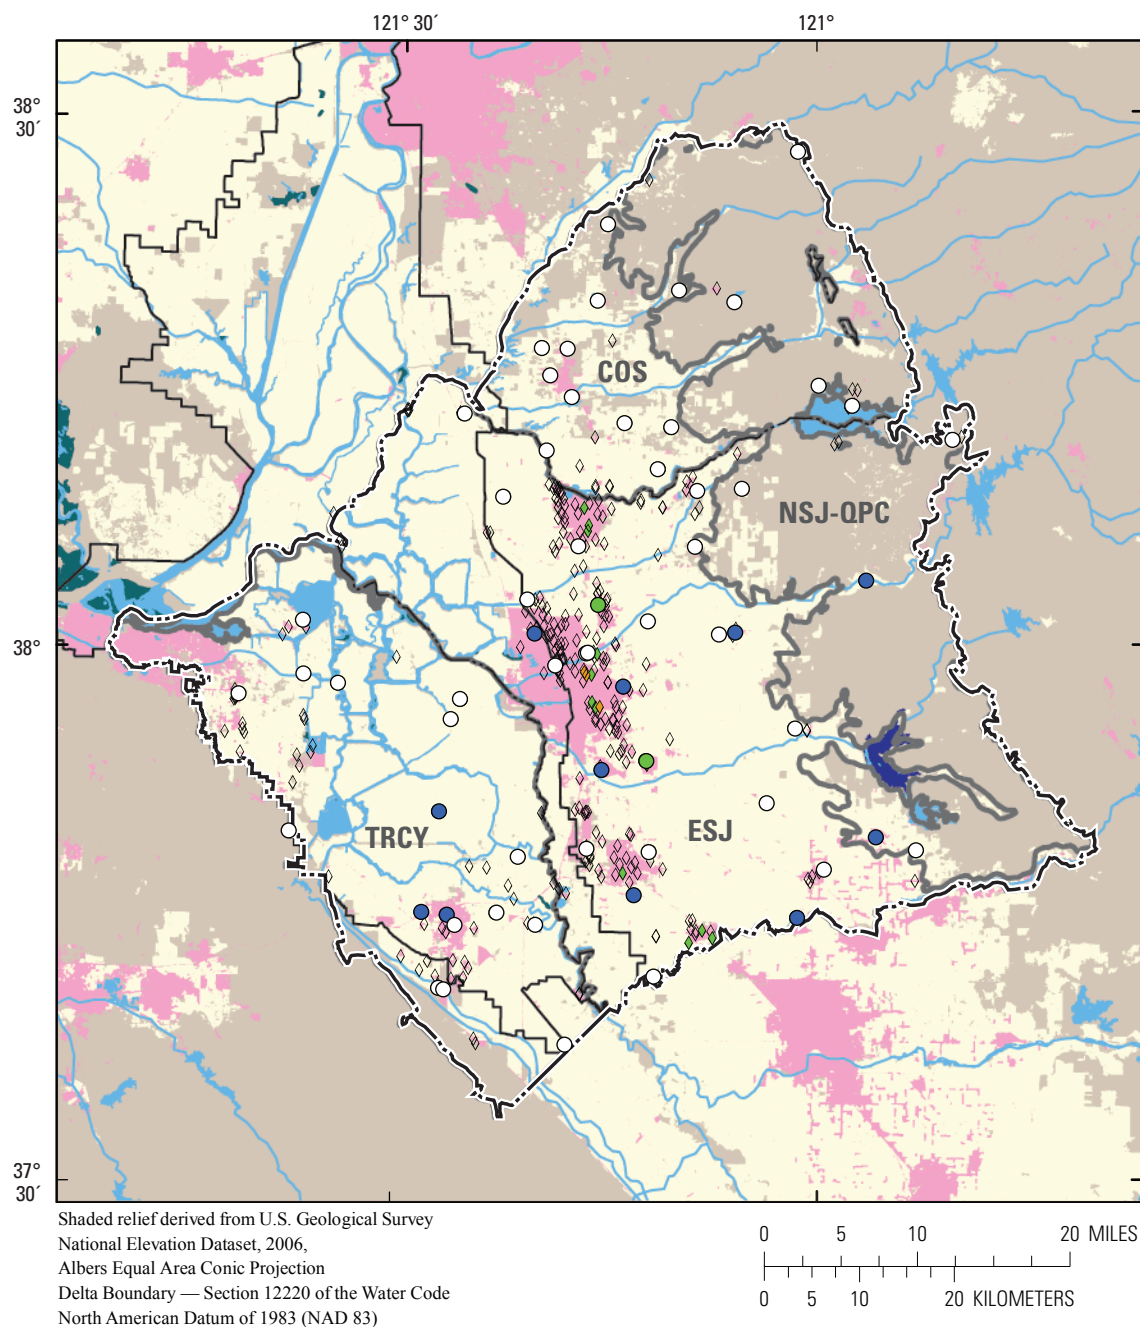 121° 30´
121°
38°
30´
COS
NSJ-QPC
38°
TRCY
ESJ
37°
30´
Shaded relief derived from U.S. Geological Survey
National Elevation Dataset, 2006,
Albers Equal Area Conic Projection
Delta Boundary — Section 12220 of the Water Code
North American Datum of 1983 (NAD 83)
0 5 10 20 MILES
0 5 10 20 KILOMETERS